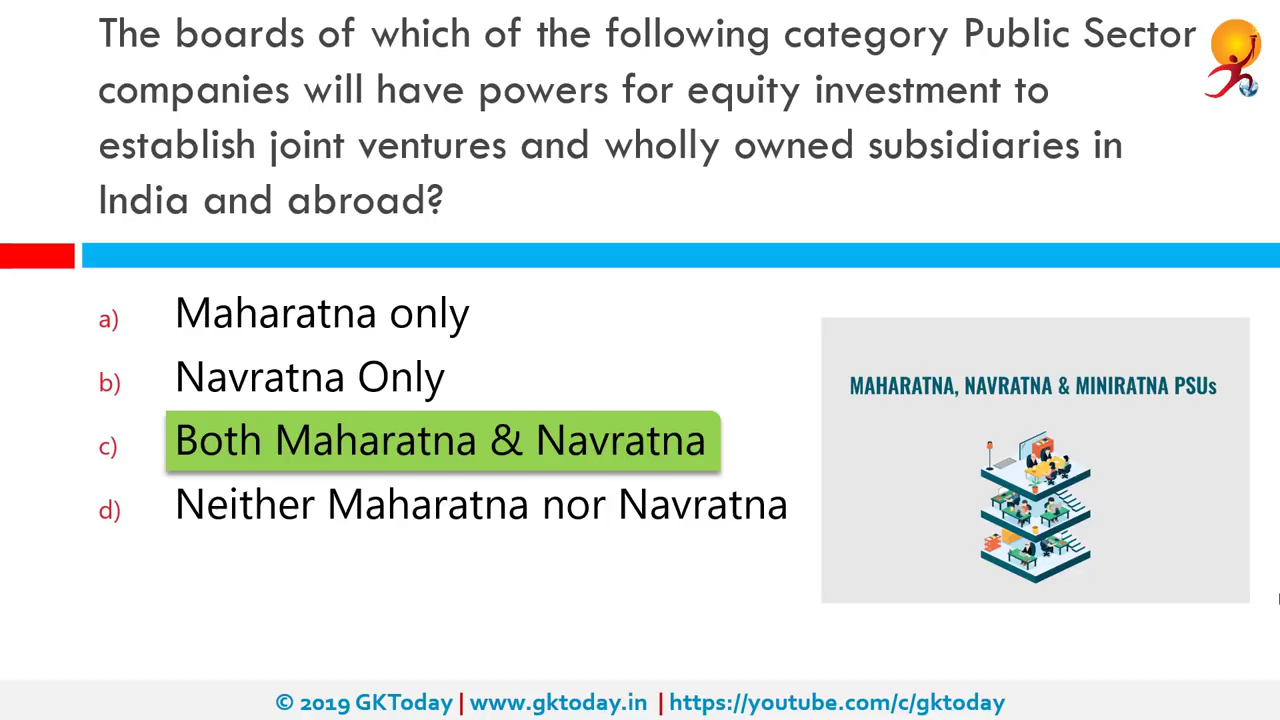 The boards of which of the following category Public Sector
companies will have powers for equity investment to
establish joint ventures and wholly owned subsidiaries in
India and abroad?
a) Maharatna only
b) Navratna Only
c) Both Maharatna & Navratna
d) Neither Maharatna nor Navratna
MAHARATNA, NAVRATNA & MINIRATNA PSUs
© 2019 GKToday | www.gktoday.in | https://youtube.com/c/gktoday